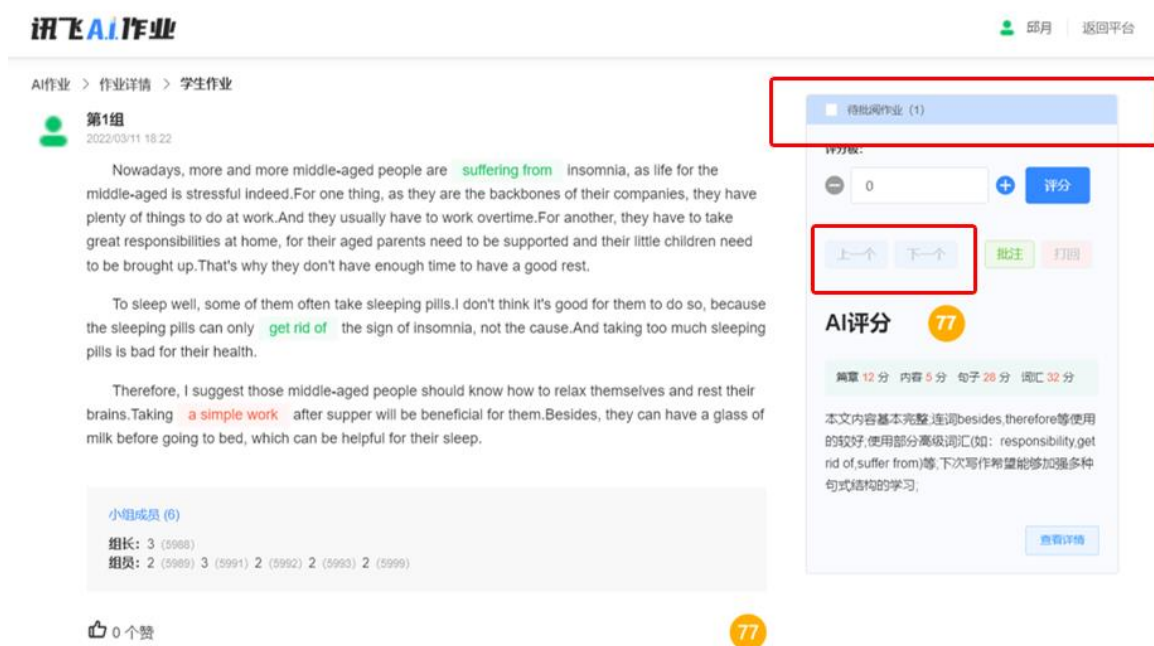 讯飞A.I.作业
邱月
返回平台
AI作业 > 作业详情 > 学生作业
第1组
2022/03/11 18:22
Nowadays, more and more middle-aged people are suffering from insomnia, as life for the
middle-aged is stressful indeed.For one thing, as they are the backbones of their companies, they have
plenty of things to do at work.And they usually have to work overtime.For another, they have to take
great responsibilities at home, for their aged parents need to be supported and their little children need
to be brought up.That's why they don't have enough time to have a good rest.
To sleep well, some of them often take sleeping pills.I don't think it's good for them to do so, because
the sleeping pills can only get rid of the sign of insomnia, not the cause.And taking too much sleeping
pills is bad for their health.
Therefore, I suggest those middle-aged people should know how to relax themselves and rest their
brains.Taking a simple work after supper will be beneficial for them.Besides, they can have a glass of
milk before going to bed, which can be helpful for their sleep.
小组成员 (6)
组长: 3 (5988)
组员: 2 (5989) 3 (5991) 2 (5992) 2 (5993) 2 (5999)
0 个赞
77
待批阅作业 (1)
评分板:
0
评分
上一个 下一个 批注 打回
AI评分 77
篇章 12 分 内容 5 分 句子 28 分 词汇 32 分
本文内容基本完整;连词besides,therefore等使用
的较好;使用部分高级词汇(如: responsibility,get
rid of,suffer from)等;下次写作希望能够加强多种
句式结构的学习;
查看详情